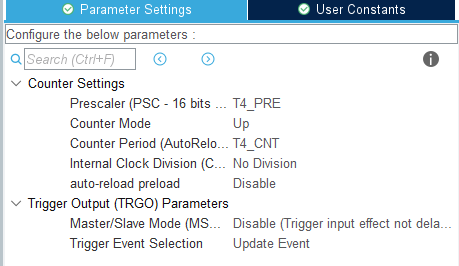 Parameter Settings
User Constants
Configure the below parameters :
Search (Ctrl+F)
Counter Settings
Prescaler (PSC - 16 bits ... T4_PRE
Counter Mode Up
Counter Period (AutoRelo... T4_CNT
Internal Clock Division (C... No Division
auto-reload preload Disable
Trigger Output (TRGO) Parameters
Master/Slave Mode (MS... Disable (Trigger input effect not dela...
Trigger Event Selection Update Event